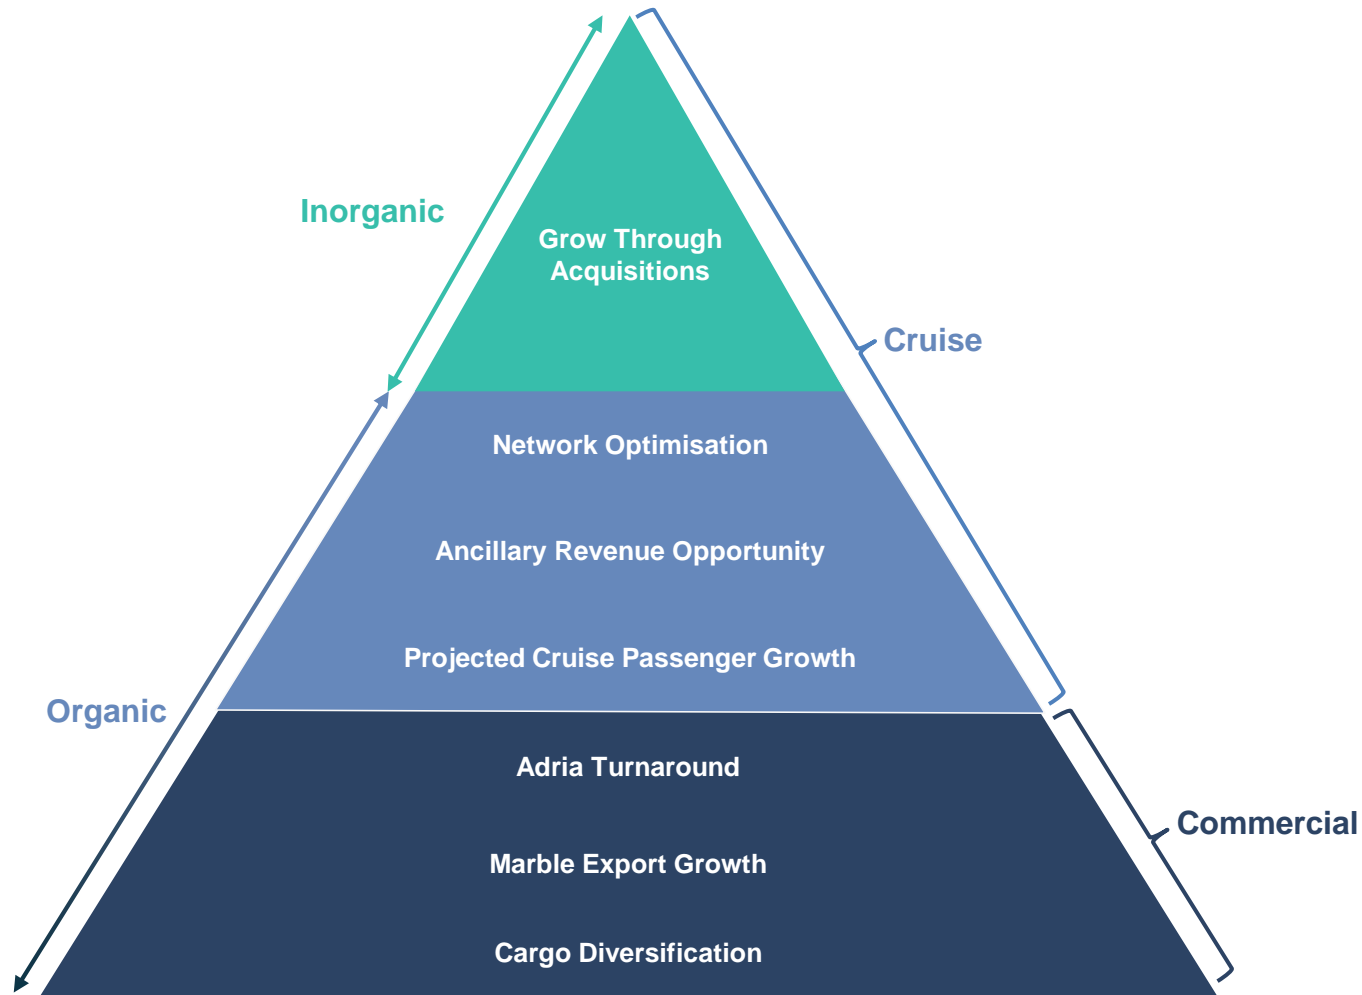 Inorganic
Grow Through
Acquisitions
Cruise
Network Optimisation
Ancillary Revenue Opportunity
Projected Cruise Passenger Growth
Organic
Adria Turnaround
Commercial
Marble Export Growth
Cargo Diversification